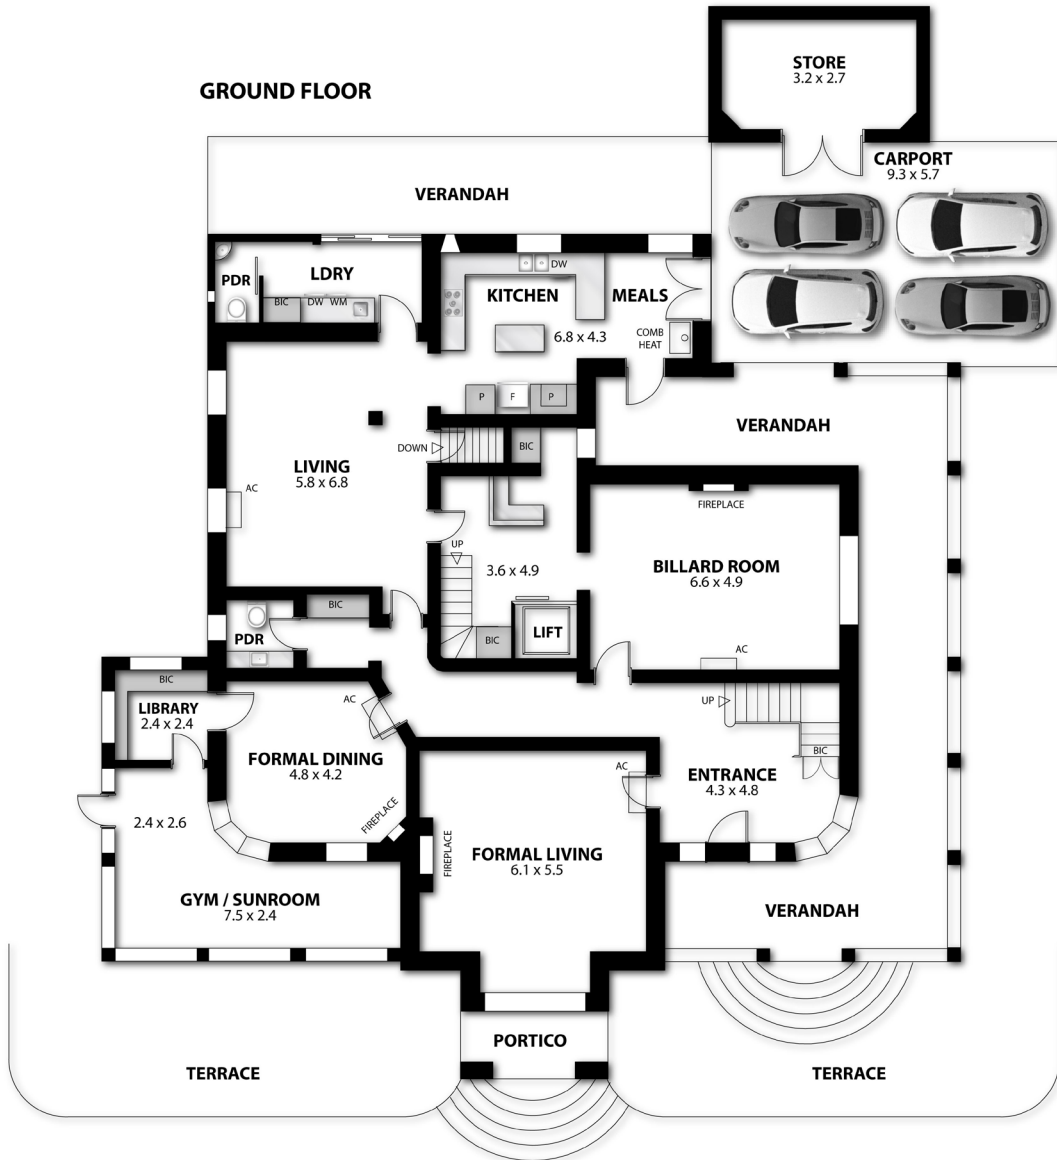 STORE
3.2 x 2.7
GROUND FLOOR
CARPORT
9.3 x 5.7
VERANDAH
PDR
LDRY
BIC
DW
WM
KITCHEN
DW
MEALS
6.8 x 4.3
COMB
HEAT
P
F
P
VERANDAH
DOWN
BIC
LIVING
5.8 x 6.8
AC
FIREPLACE
UP
3.6 x 4.9
BILLARD ROOM
6.6 x 4.9
BIC
PDR
BIC
LIFT
AC
BIC
LIBRARY
2.4 x 2.4
AC
UP
FORMAL DINING
4.8 x 4.2
BIC
AC
ENTRANCE
4.3 x 4.8
2.4 x 2.6
FIREPLACE
FIREPLACE
FORMAL LIVING
6.1 x 5.5
GYM / SUNROOM
7.5 x 2.4
VERANDAH
PORTICO
TERRACE
TERRACE